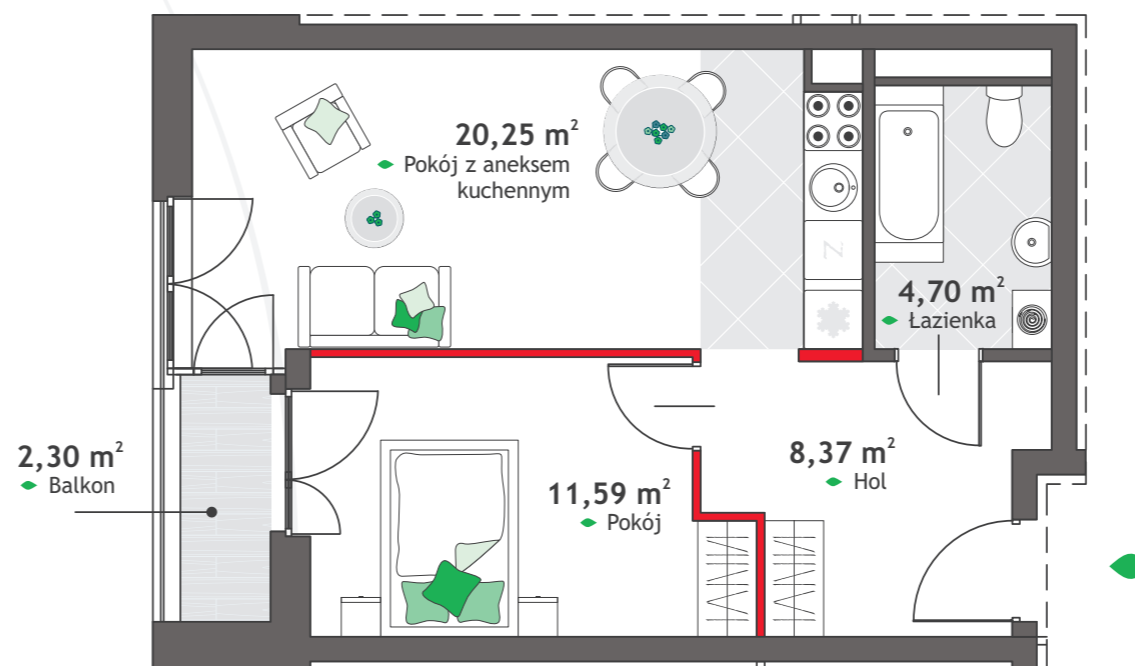 20,25 m²
Pokój z aneksem
kuchennym
4,70 m²
Łazienka
2,30 m²
Balkon
8,37 m²
Hol
11,59 m²
Pokój
Z